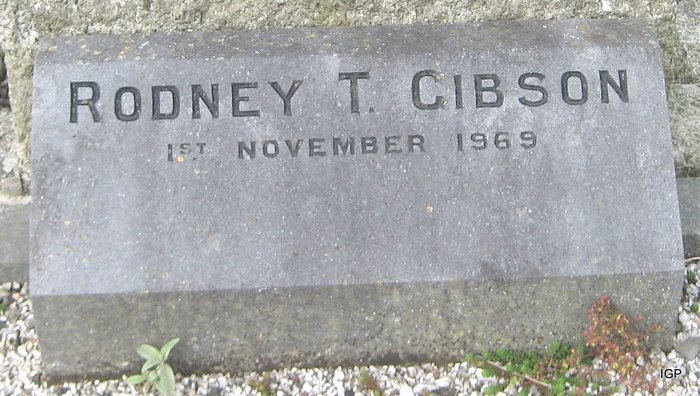 RODNEY T. GIBSON
1ST NOVEMBER 1969
IGP